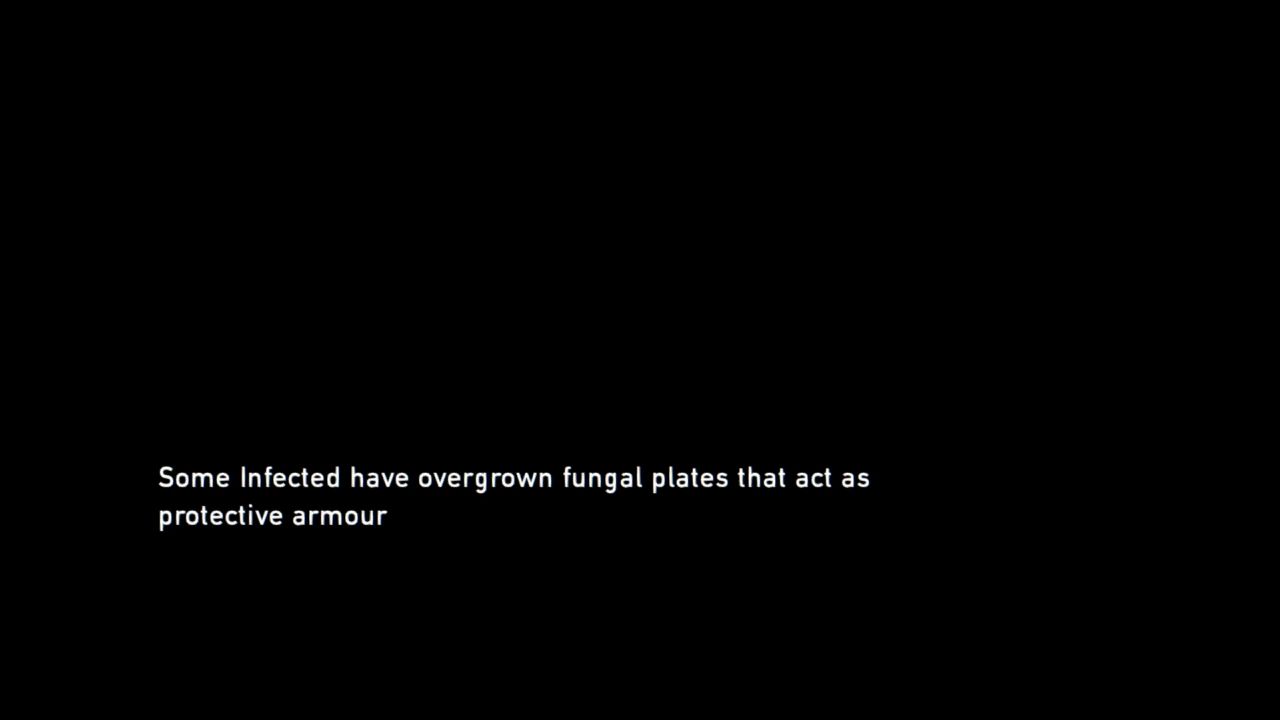 Some Infected have overgrown fungal plates that act as
protective armour